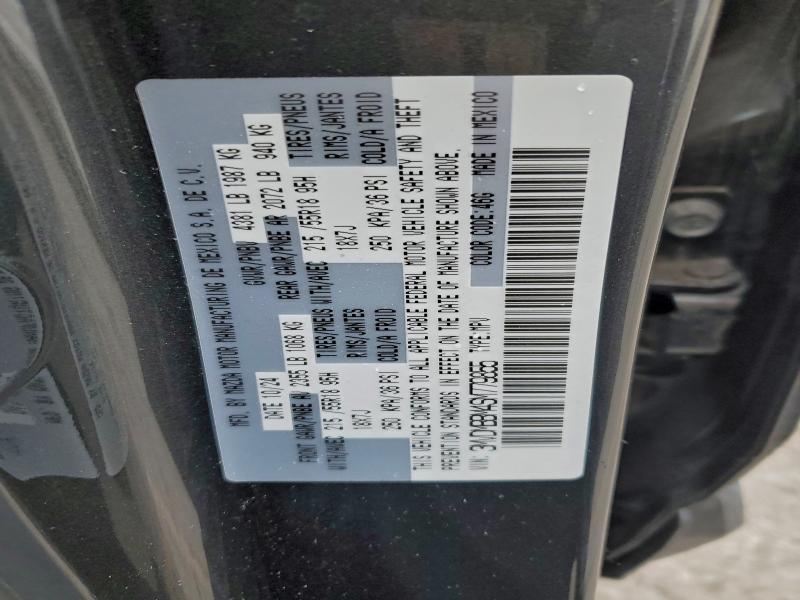 MFD. BY MAZDA MOTOR MANUFACTURING DE MEXICO S.A. DE C.V.
DATE 10/24 GVWR/PNBV 4381 LB 1987 KG
FRONT GAWR/PNBE AV 2355 LB 1068 KG REAR GAWR/PNBE AR 2072 LB 940 KG
WITH/AVEC TIRES/PNEUS WITH/AVEC TIRES/PNEUS
215 /55R18 95H RIMS/JANTES 215 /55R18 95H RIMS/JANTES
18X7J COLD/A FROID 18X7J COLD/A FROID
250 KPA/36 PSI 250 KPA/36 PSI
THIS VEHICLE CONFORMS TO ALL APPLICABLE FEDERAL MOTOR VEHICLE SAFETY AND THEFT
PREVENTION STANDARDS IN EFFECT ON THE DATE OF MANUFACTURE SHOWN ABOVE.
VIN: TYPE:MPV COLOR CODE:46G MADE IN MEXICO